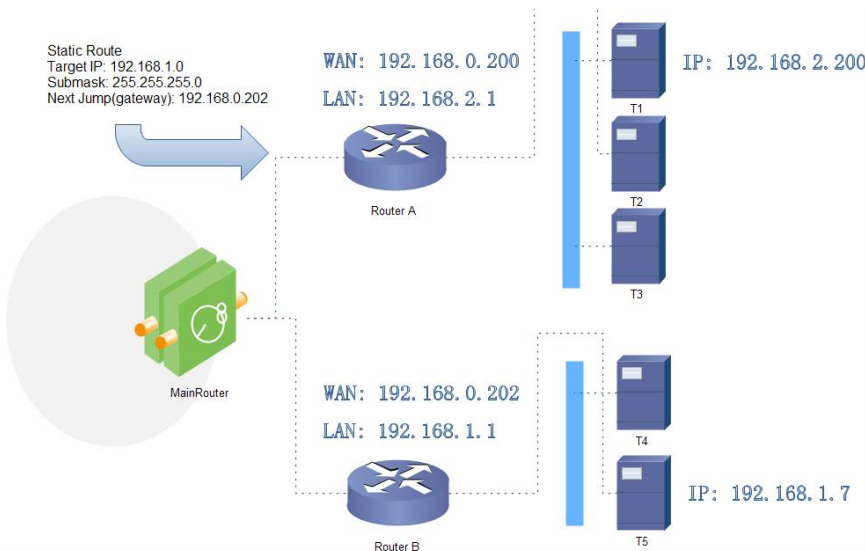 Static Route
Target IP: 192.168.1.0
Submask: 255.255.255.0
Next Jump(gateway): 192.168.0.202
WAN: 192.168.0.200
LAN: 192.168.2.1
Router A
IP: 192.168.2.200
T1
T2
T3
MainRouter
WAN: 192.168.0.202
LAN: 192.168.1.1
Router B
T4
IP: 192.168.1.7
T5